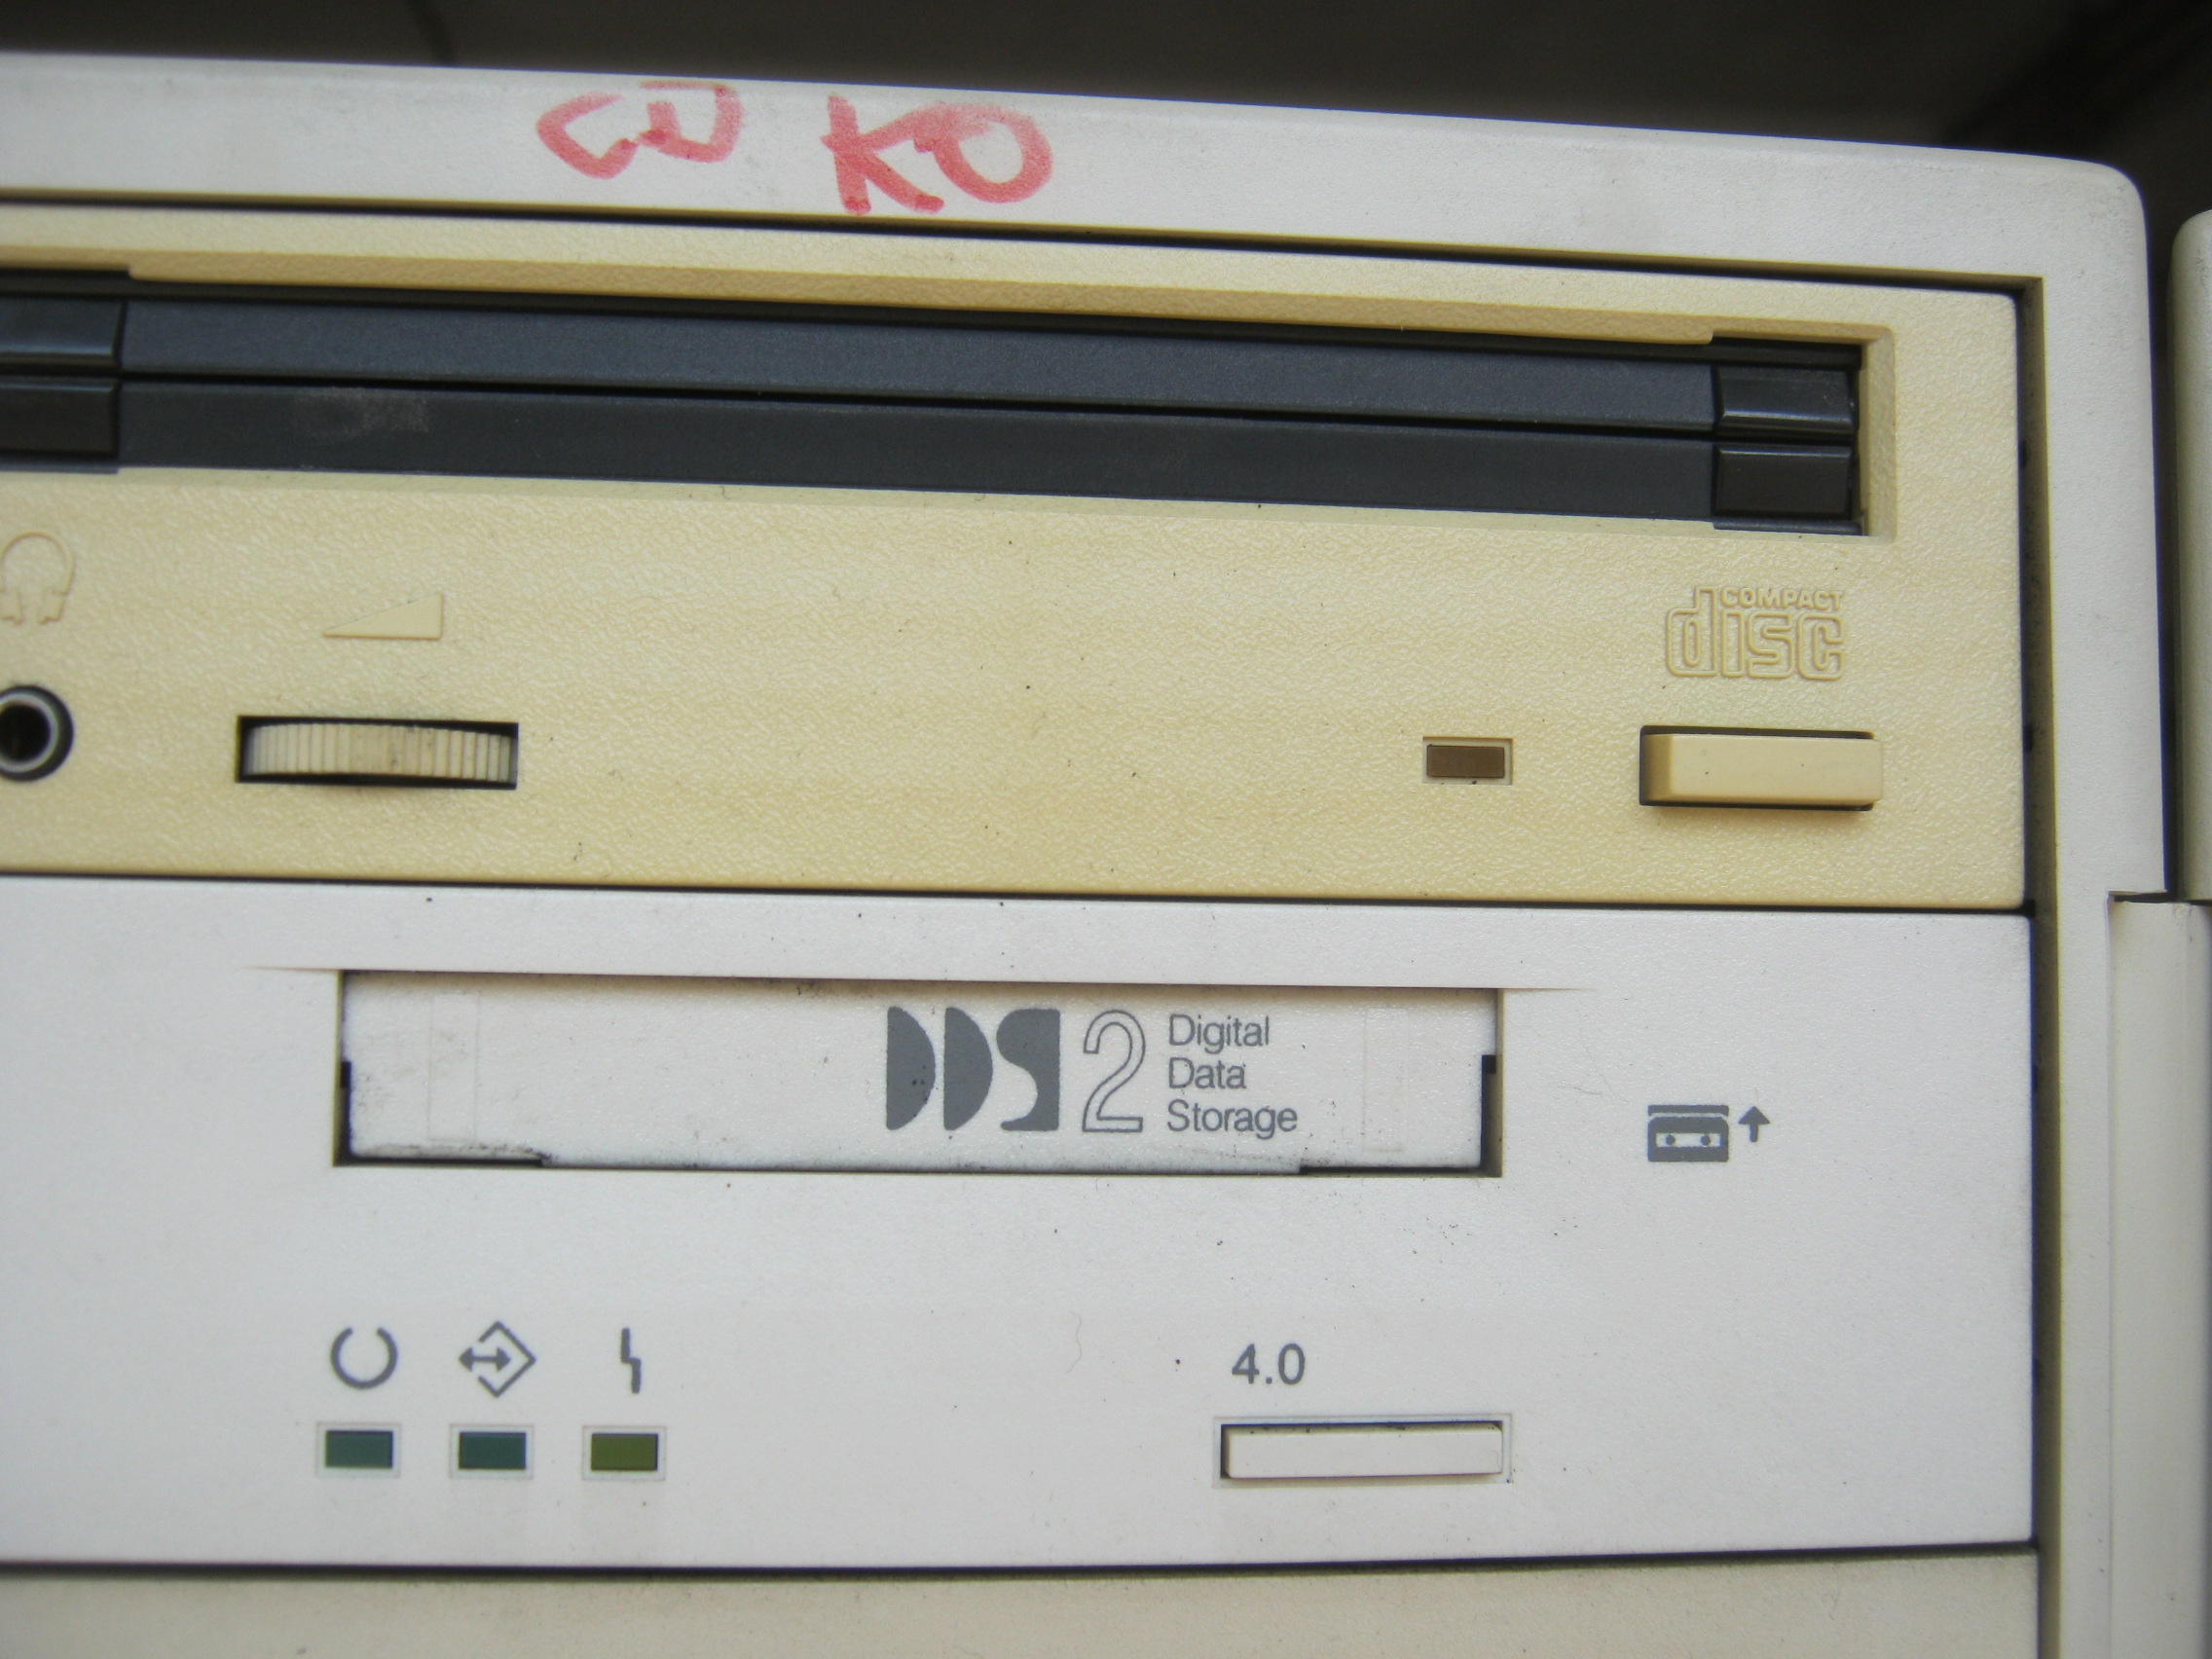 CD KO
COMPACT
disc
DDS 2 Digital
Data
Storage
4.0